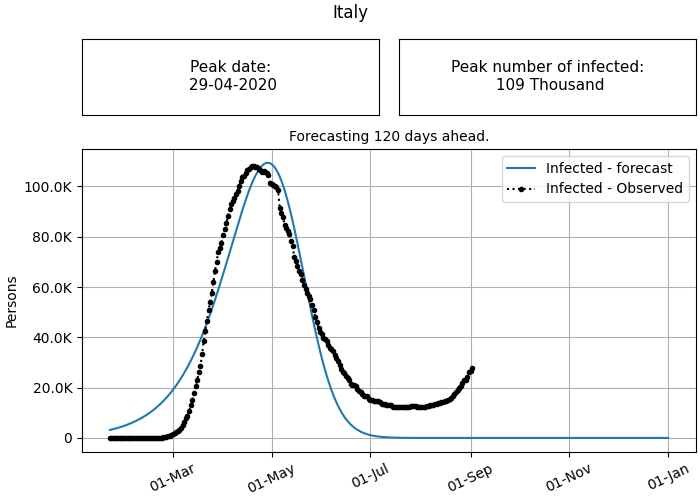 Italy
Peak date:
29-04-2020
Peak number of infected:
109 Thousand
Forecasting 120 days ahead.
Infected - forecast
Infected - Observed
Persons
100.0K
80.0K
60.0K
40.0K
20.0K
0
01-Mar
01-May
01-Jul
01-Sep
01-Nov
01-Jan